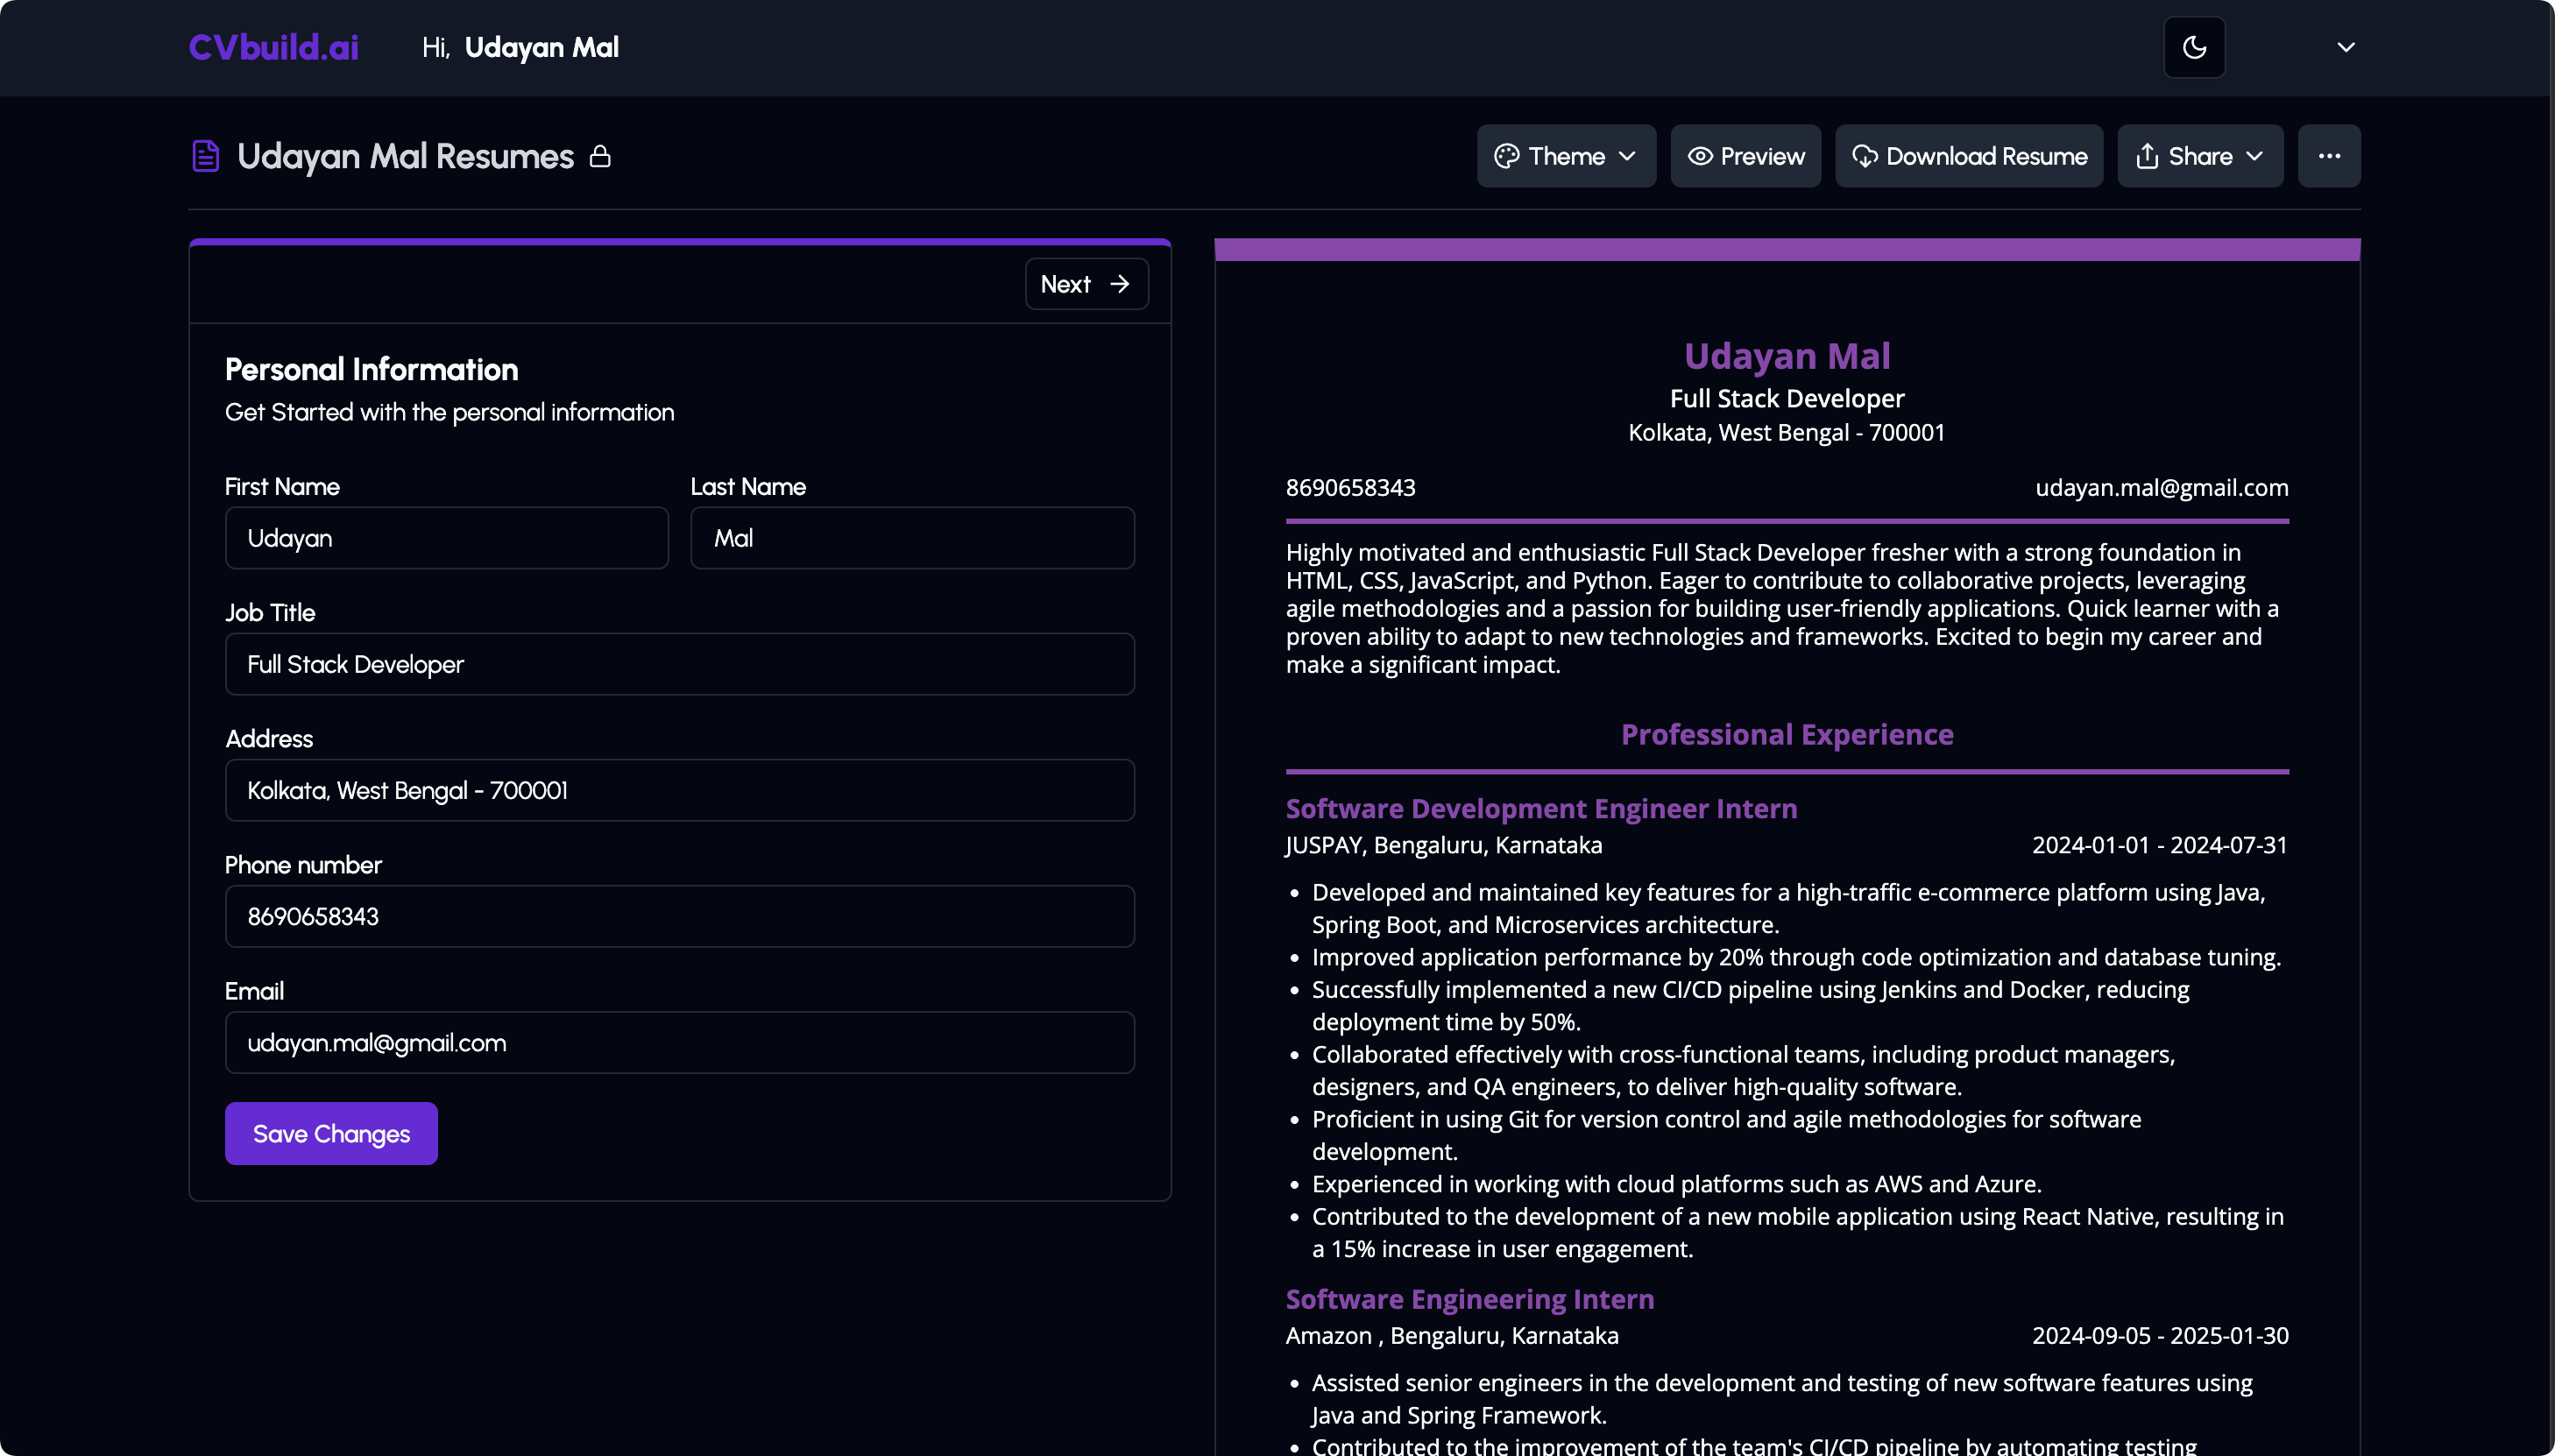 CVbuild.ai
Hi, Udayan Mal
Udayan Mal Resumes
Theme
Preview
Download Resume
Share
Next
Personal Information
Get Started with the personal information
First Name
Last Name
Udayan
Mal
Job Title
Full Stack Developer
Address
Kolkata, West Bengal - 700001
Phone number
8690658343
Email
udayan.mal@gmail.com
Save Changes
Udayan Mal
Full Stack Developer
Kolkata, West Bengal - 700001
8690658343
udayan.mal@gmail.com
Highly motivated and enthusiastic Full Stack Developer fresher with a strong foundation in
HTML, CSS, JavaScript, and Python. Eager to contribute to collaborative projects, leveraging
agile methodologies and a passion for building user-friendly applications. Quick learner with a
proven ability to adapt to new technologies and frameworks. Excited to begin my career and
make a significant impact.
Professional Experience
Software Development Engineer Intern
JUSPAY, Bengaluru, Karnataka
2024-01-01 - 2024-07-31
• Developed and maintained key features for a high-traffic e-commerce platform using Java,
Spring Boot, and Microservices architecture.
• Improved application performance by 20% through code optimization and database tuning.
• Successfully implemented a new CI/CD pipeline using Jenkins and Docker, reducing
deployment time by 50%.
• Collaborated effectively with cross-functional teams, including product managers,
designers, and QA engineers, to deliver high-quality software.
• Proficient in using Git for version control and agile methodologies for software
development.
• Experienced in working with cloud platforms such as AWS and Azure.
• Contributed to the development of a new mobile application using React Native, resulting in
a 15% increase in user engagement.
Software Engineering Intern
Amazon , Bengaluru, Karnataka
2024-09-05 - 2025-01-30
• Assisted senior engineers in the development and testing of new software features using
Java and Spring Framework.
• Contributed to the improvement of the team's CI/CD pipeline by automating testing